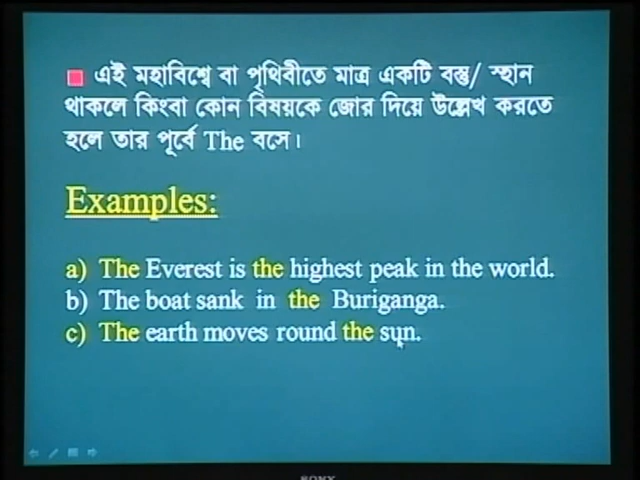 এই মহাবিশ্বে বা পৃথিবীতে মাত্র একটি বস্তু/ স্থান
থাকলে কিংবা কোন বিষয়কে জোর দিয়ে উল্লেখ করতে
হলে তার পূর্বে The বসে।
Examples:
a) The Everest is the highest peak in the world.
b) The boat sank in the Buriganga.
c) The earth moves round the sun.
SONY